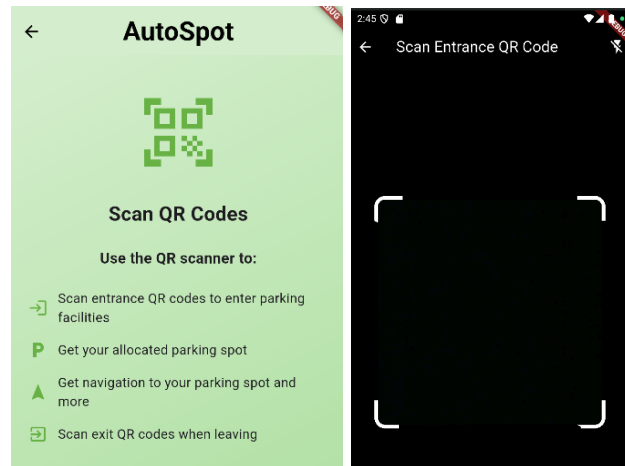 AutoSpot
Scan QR Codes
Use the QR scanner to:
Scan entrance QR codes to enter parking
facilities
P
Get your allocated parking spot
Get navigation to your parking spot and
more
Scan exit QR codes when leaving
2:45
Scan Entrance QR Code